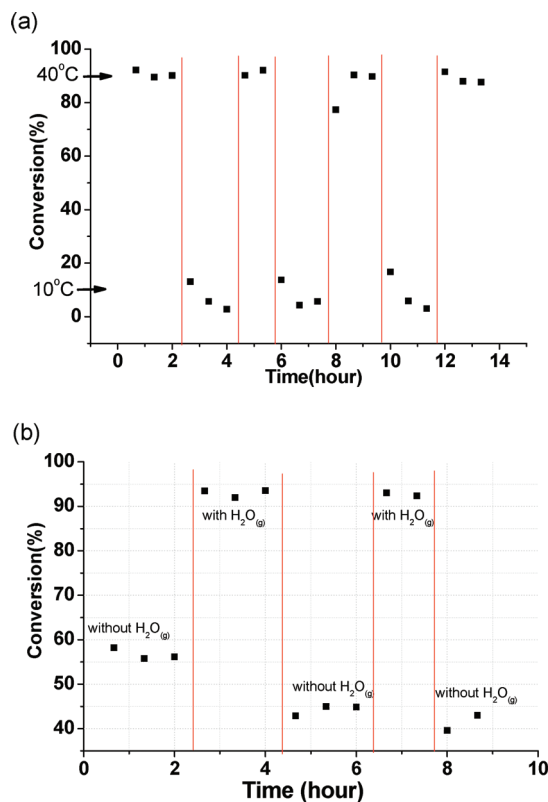 (a)
100
40°C
80
60
40
20
10°C
0
Conversion(%)
0 2 4 6 8 10 12 14
Time(hour)
(b)
100
95
90
85
80
75
70
65
60
55
50
45
40
Conversion(%)
with H₂O(g)
with H₂O(g)
without H₂O(g)
without H₂O(g)
without H₂O(g)
0 2 4 6 8 10
Time (hour)